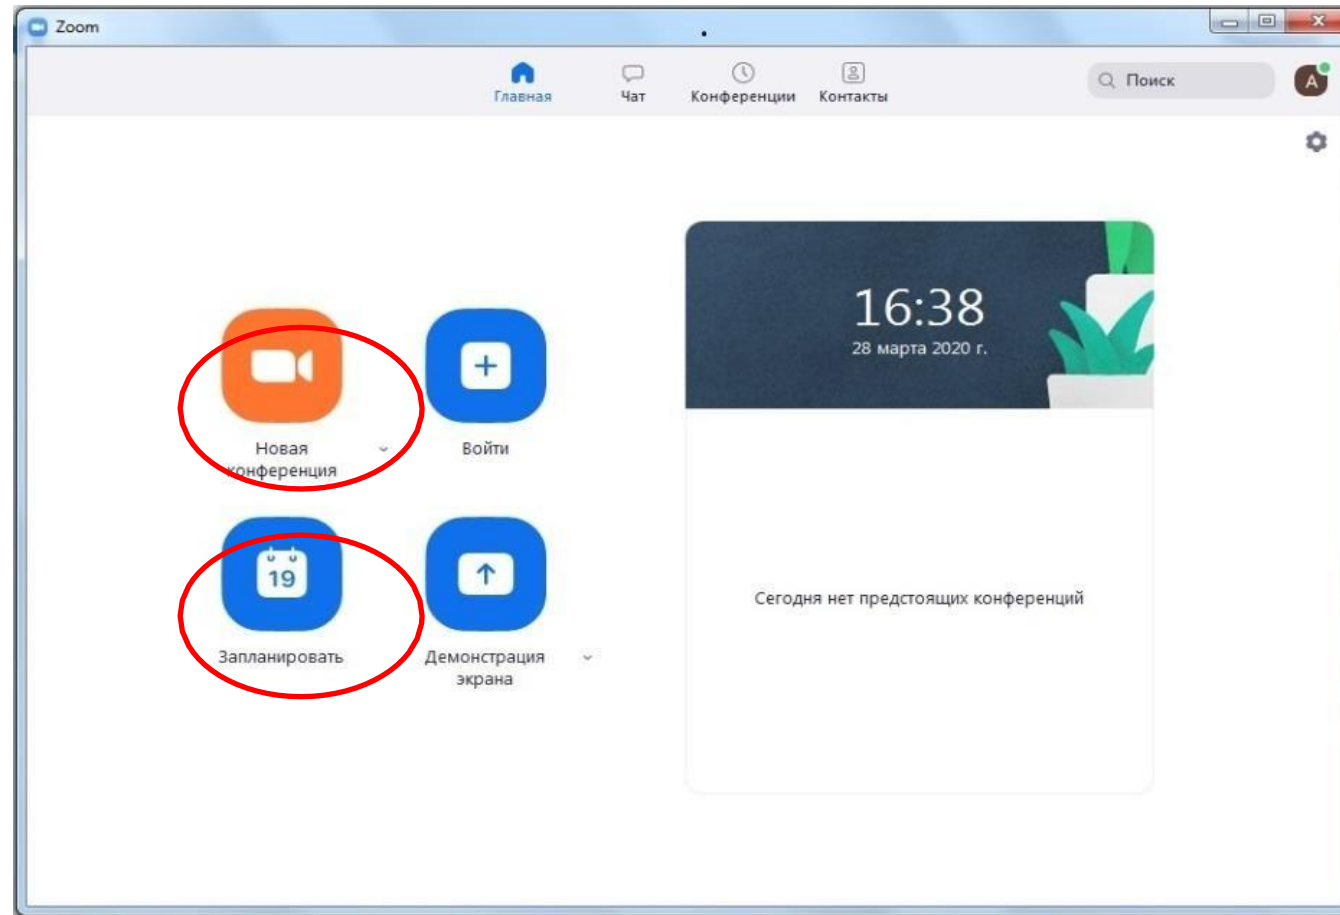 Zoom
Главная
Чат
Конференции
Контакты
Поиск
A
16:38
28 марта 2020 г.
Новая
конференция
Войти
19
Запланировать
Демонстрация
экрана
Сегодня нет предстоящих конференций